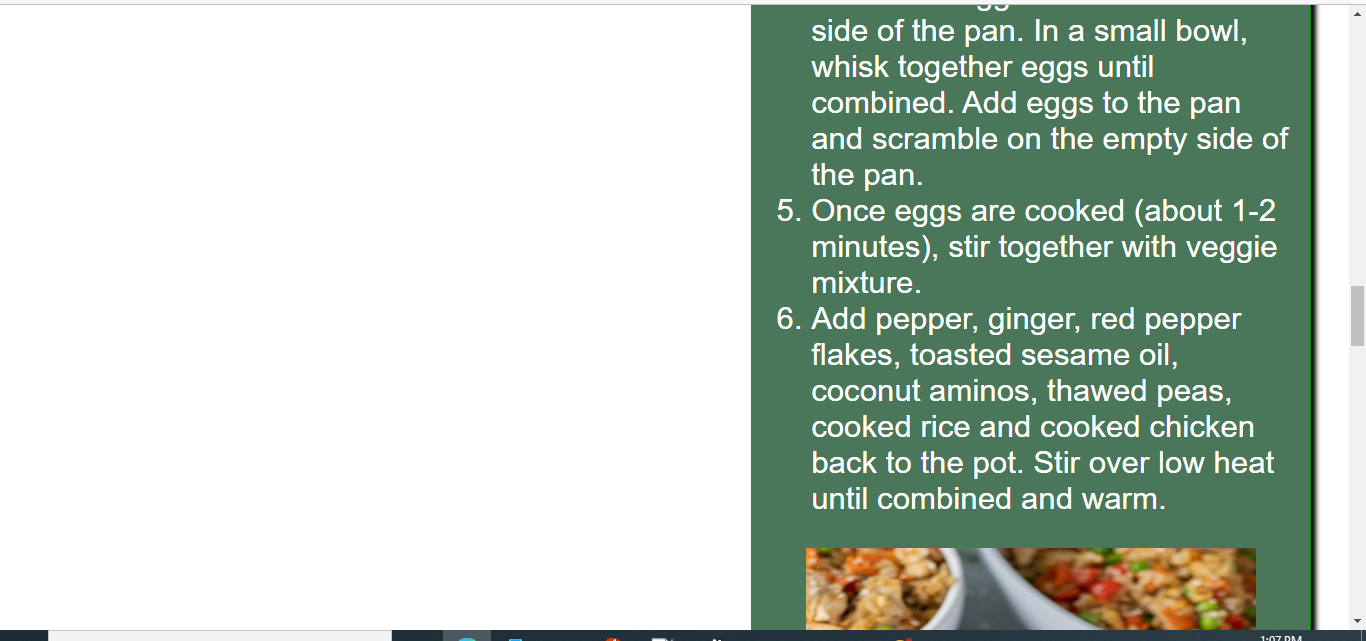 side of the pan. In a small bowl,
whisk together eggs until
combined. Add eggs to the pan
and scramble on the empty side of
the pan.
5. Once eggs are cooked (about 1-2
minutes), stir together with veggie
mixture.
6. Add pepper, ginger, red pepper
flakes, toasted sesame oil,
coconut aminos, thawed peas,
cooked rice and cooked chicken
back to the pot. Stir over low heat
until combined and warm.
1:07 PM